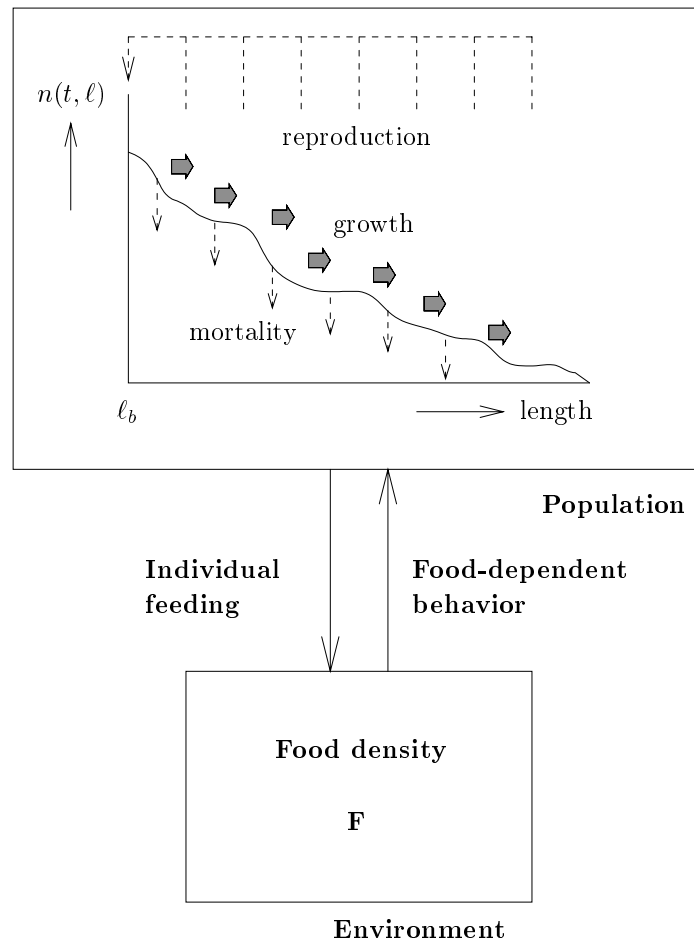 n(t, ℓ)
reproduction
growth
mortality
ℓ_b
length
Population
Individual
feeding
Food-dependent
behavior
Food density
F
Environment